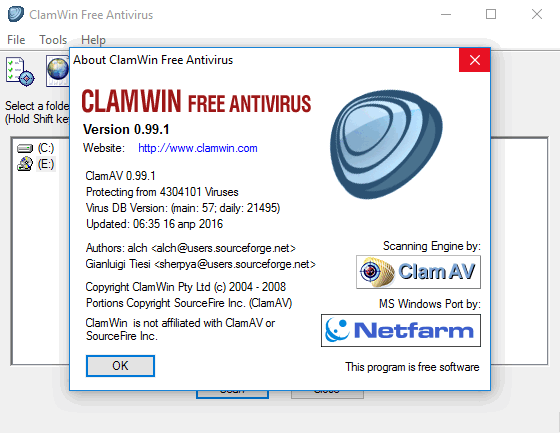 ClamWin Free Antivirus
File Tools Help
Select a folde
(Hold Shift ke
(C:)
(E:)
About ClamWin Free Antivirus
CLAMWIN FREE ANTIVIRUS
Version 0.99.1
Website: http://www.clamwin.com
ClamAV 0.99.1
Protecting from 4304101 Viruses
Virus DB Version: (main: 57; daily: 21495)
Updated: 06:35 16 апр 2016
Authors: alch <alch@users.sourceforge.net>
Gianluigi Tiesi <sherpya@users.sourceforge.net>
Copyright ClamWin Pty Ltd (c) 2004 - 2008
Portions Copyright SourceFire Inc. (ClamAV)
ClamWin is not affiliated with ClamAV or
SourceFire Inc.
Scanning Engine by:
ClamAV
MS Windows Port by:
Netfarm
OK
This program is free software